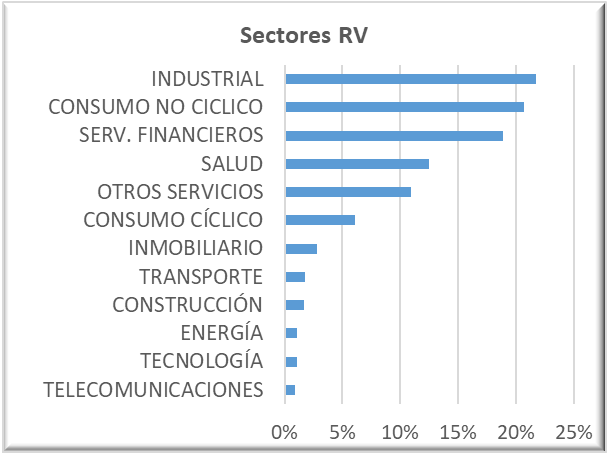 Sectores RV
INDUSTRIAL
CONSUMO NO CICLICO
SERV. FINANCIEROS
SALUD
OTROS SERVICIOS
CONSUMO CÍCLICO
INMOBILIARIO
TRANSPORTE
CONSTRUCCIÓN
ENERGÍA
TECNOLOGÍA
TELECOMUNICACIONES
0% 5% 10% 15% 20% 25%